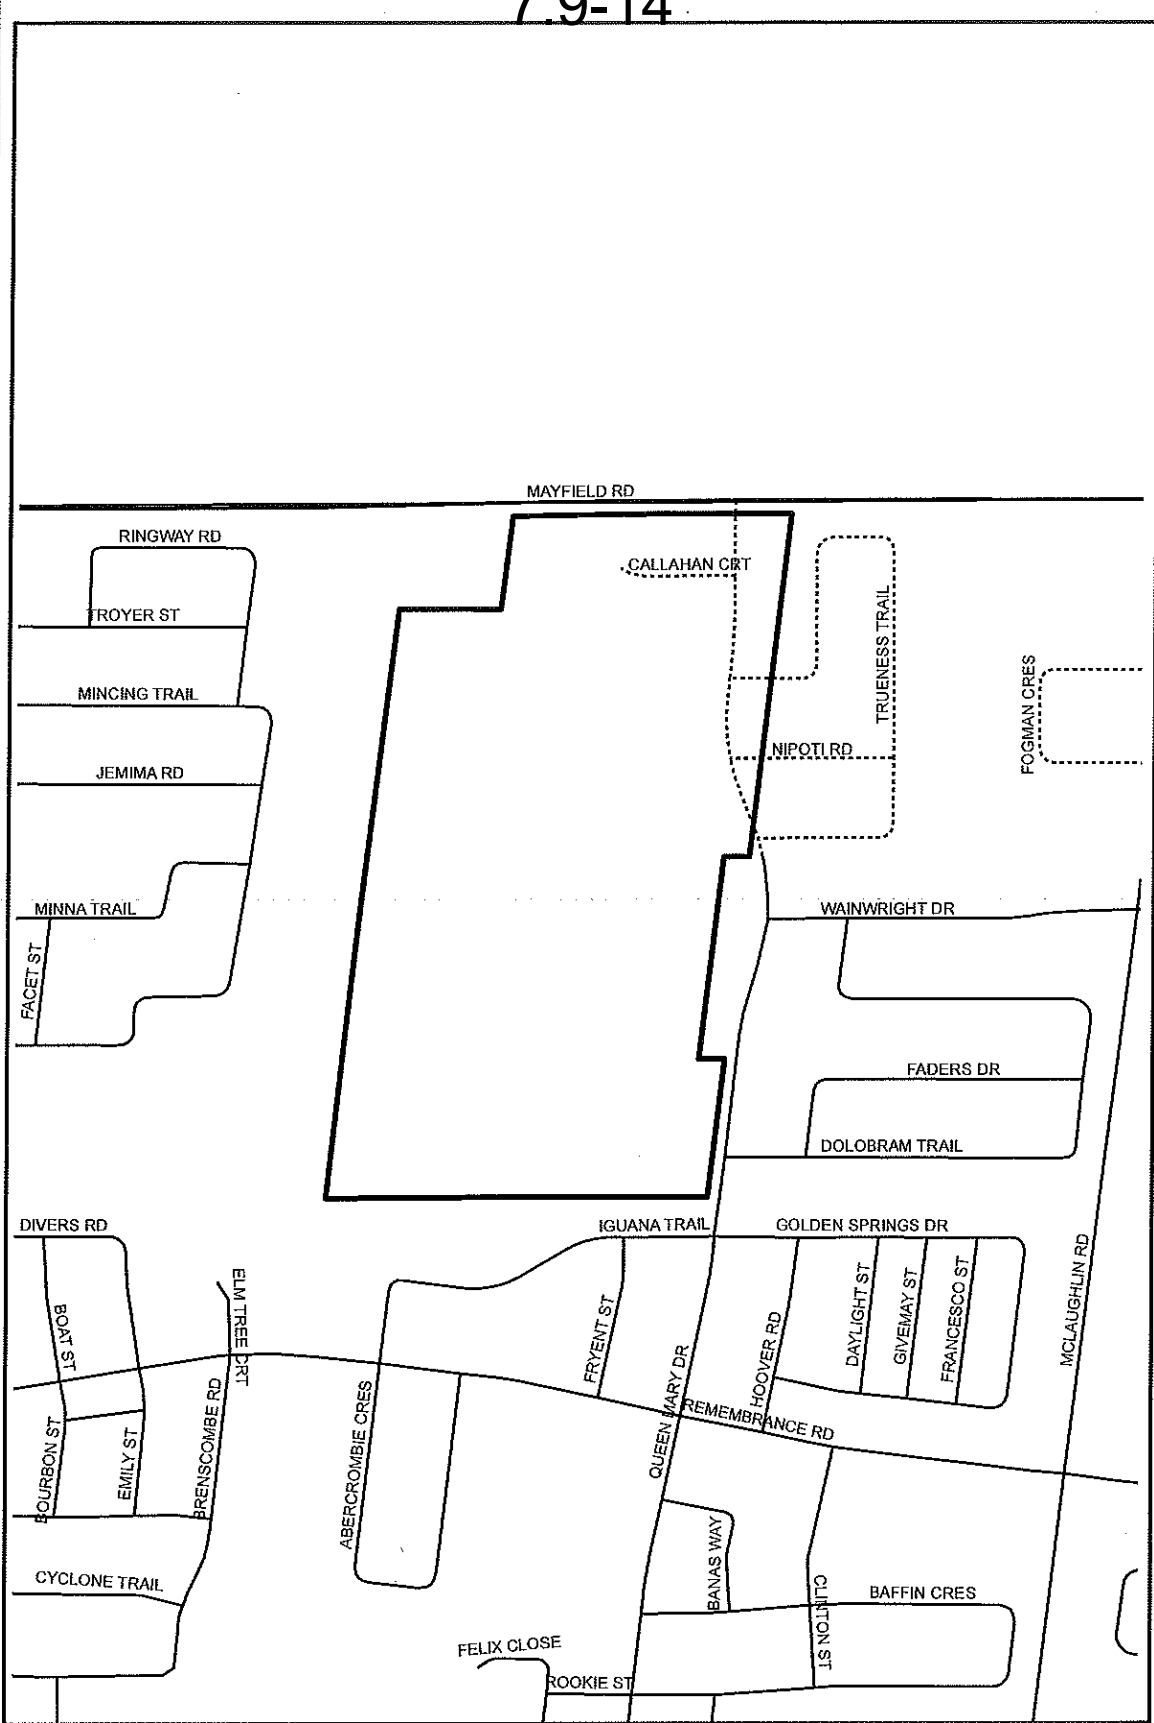 7.9-14
MAYFIELD RD
RINGWAY RD
CALLAHAN CRT
TROYER ST
TRUENESS TRAIL
FOGMAN CRES
MINCING TRAIL
NIPOTI RD
JEMIMA RD
MINNA TRAIL
WAINWRIGHT DR
FACET ST
FADERS DR
DOLOBRAM TRAIL
DIVERS RD
IGUANA TRAIL
GOLDEN SPRINGS DR
MCLAUGHLIN RD
ELM TREE CRT
BOAT ST
FRYENT ST
HOOVER RD
DAYLIGHT ST
GIVEMAY ST
FRANCESCO ST
QUEEN MARY DR
REMEMBRANCE RD
BOURBON ST
EMILY ST
BRENSCOMBE RD
ABERCROMBIE CRES
BANAS WAY
CYCLONE TRAIL
CLINTON ST
BAFFIN CRES
FELIX CLOSE
ROOKIE ST